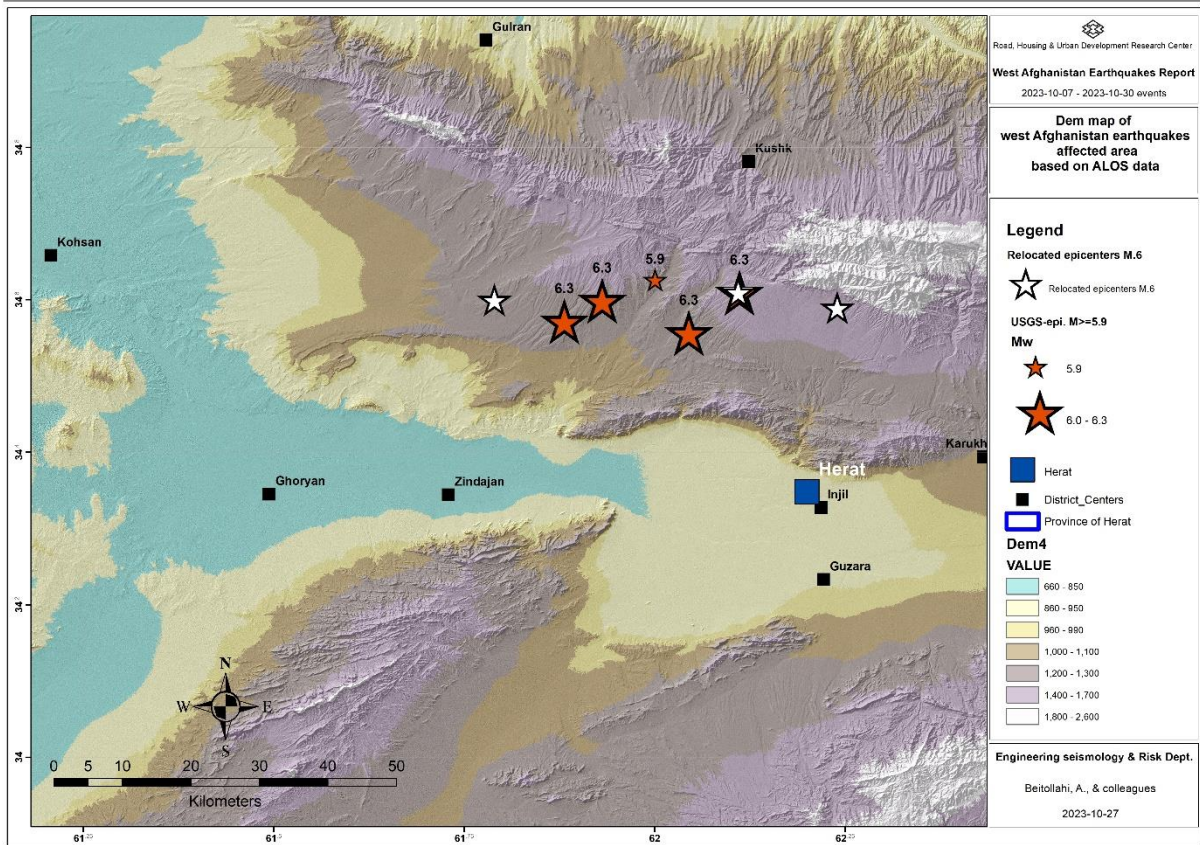 Road, Housing & Urban Development Research Center
West Afghanistan Earthquakes Report
2023-10-07 - 2023-10-30 events
Dem map of
west Afghanistan earthquakes
affected area
based on ALOS data
Legend
Relocated epicenters M.6
Relocated epicenters M.6
USGS-epi. M>=5.9
Mw
5.9
6.0 - 6.3
Herat
District_Centers
Province of Herat
Dem4
VALUE
660 - 850
860 - 950
960 - 990
1,000 - 1,100
1,200 - 1,300
1,400 - 1,700
1,800 - 2,600
Engineering seismology & Risk Dept.
Beitollahi, A., & colleagues
2023-10-27
Gulran
Kushk
Kohsan
5.9
6.3
6.3
6.3
6.3
Karukh
Herat
Ghoryan
Zindajan
Injil
Guzara
N
W
E
S
0 5 10 20 30 40 50
Kilometers
34
62